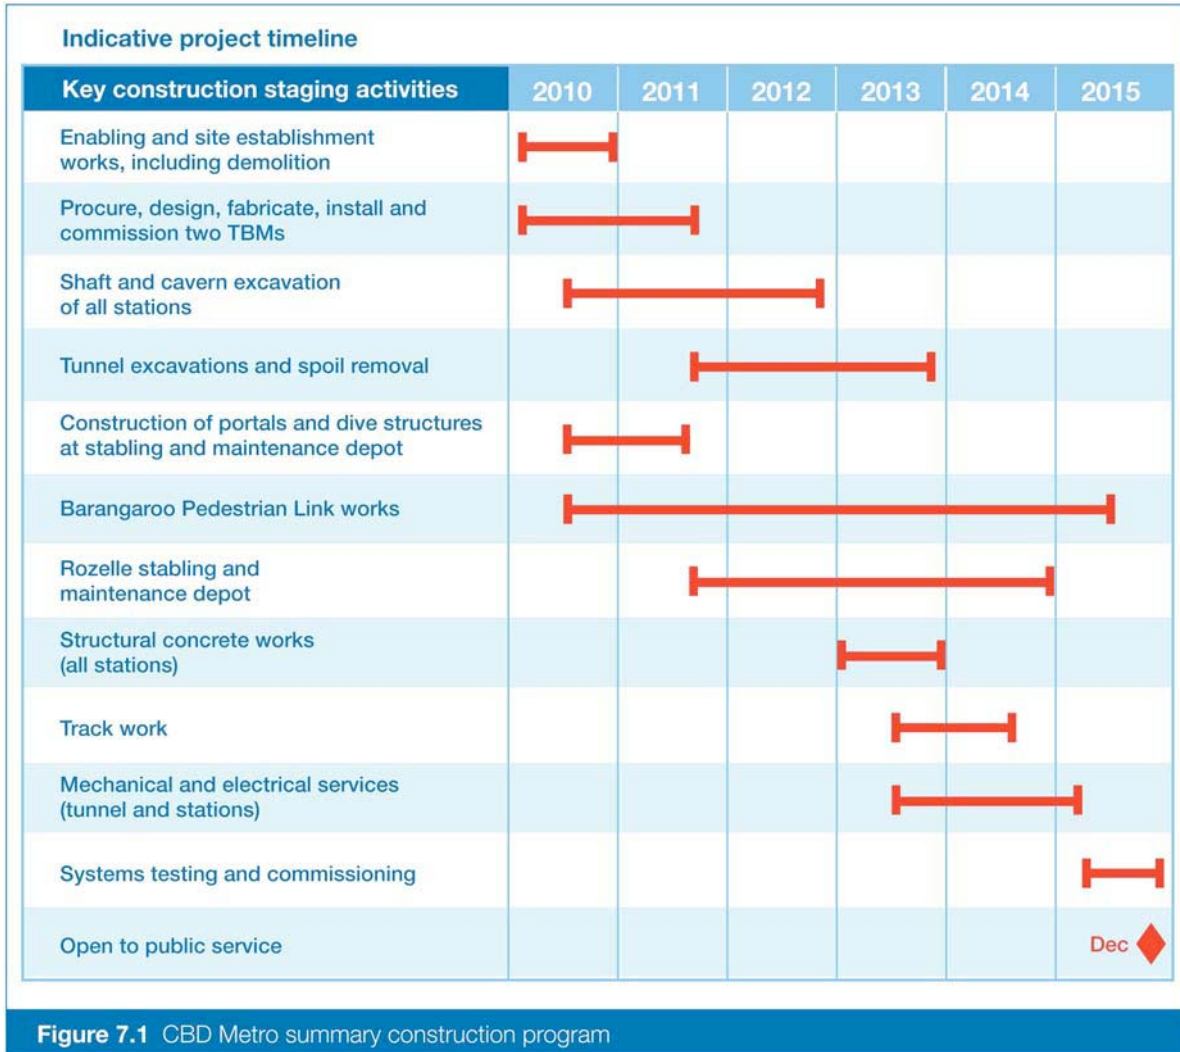 Indicative project timeline
Key construction staging activities 2010 2011 2012 2013 2014 2015
Enabling and site establishment
works, including demolition
Procure, design, fabricate, install and
commission two TBMs
Shaft and cavern excavation
of all stations
Tunnel excavations and spoil removal
Construction of portals and dive structures
at stabling and maintenance depot
Barangaroo Pedestrian Link works
Rozelle stabling and
maintenance depot
Structural concrete works
(all stations)
Track work
Mechanical and electrical services
(tunnel and stations)
Systems testing and commissioning
Open to public service Dec
Figure 7.1 CBD Metro summary construction program